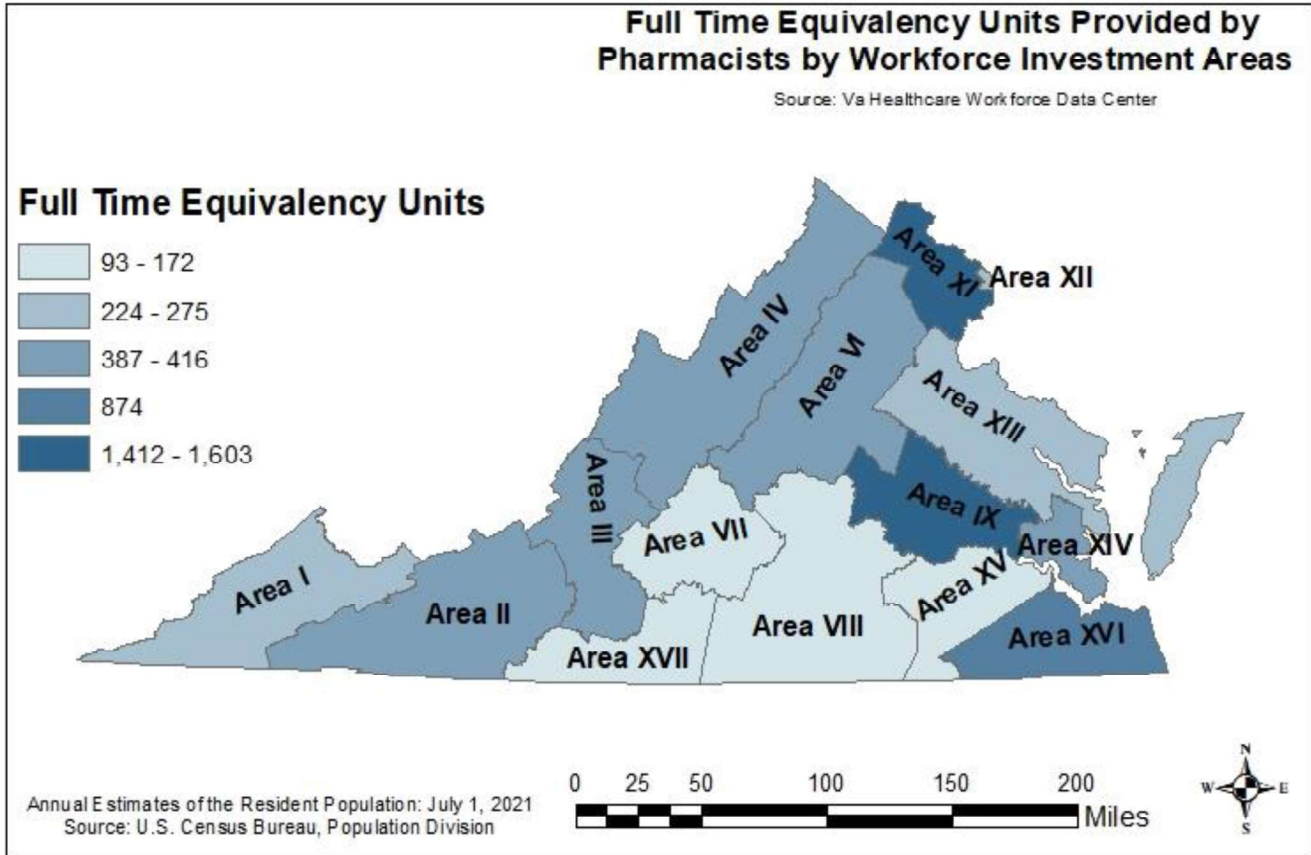 Full Time Equivalency Units Provided by
Pharmacists by Workforce Investment Areas
Source: Va Healthcare Workforce Data Center
Full Time Equivalency Units
93 - 172
224 - 275
387 - 416
874
1,412 - 1,603
Area XI
Area XII
Area IV
Area VI
Area XIII
Area III
Area IX
Area VII
Area XIV
Area I
Area XV
Area II
Area VIII
Area XVI
Area XVII
0 25 50 100 150 200
Miles
N
W E
S
Annual Estimates of the Resident Population: July 1, 2021
Source: U.S. Census Bureau, Population Division